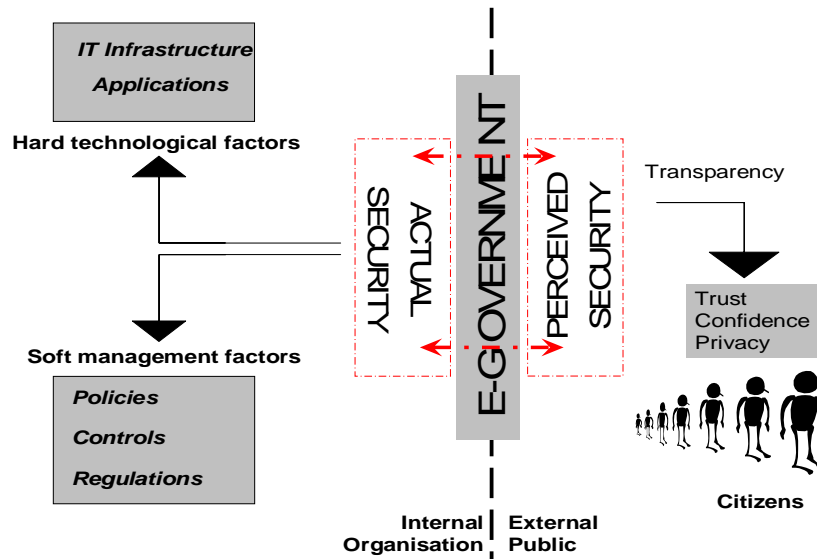 IT Infrastructure
Applications
Hard technological factors
ACTUAL
SECURITY
E-GOVERNMENT
PERCEIVED
SECURITY
Transparency
Trust
Confidence
Privacy
Soft management factors
Policies
Controls
Regulations
Citizens
Internal
Organisation
External
Public